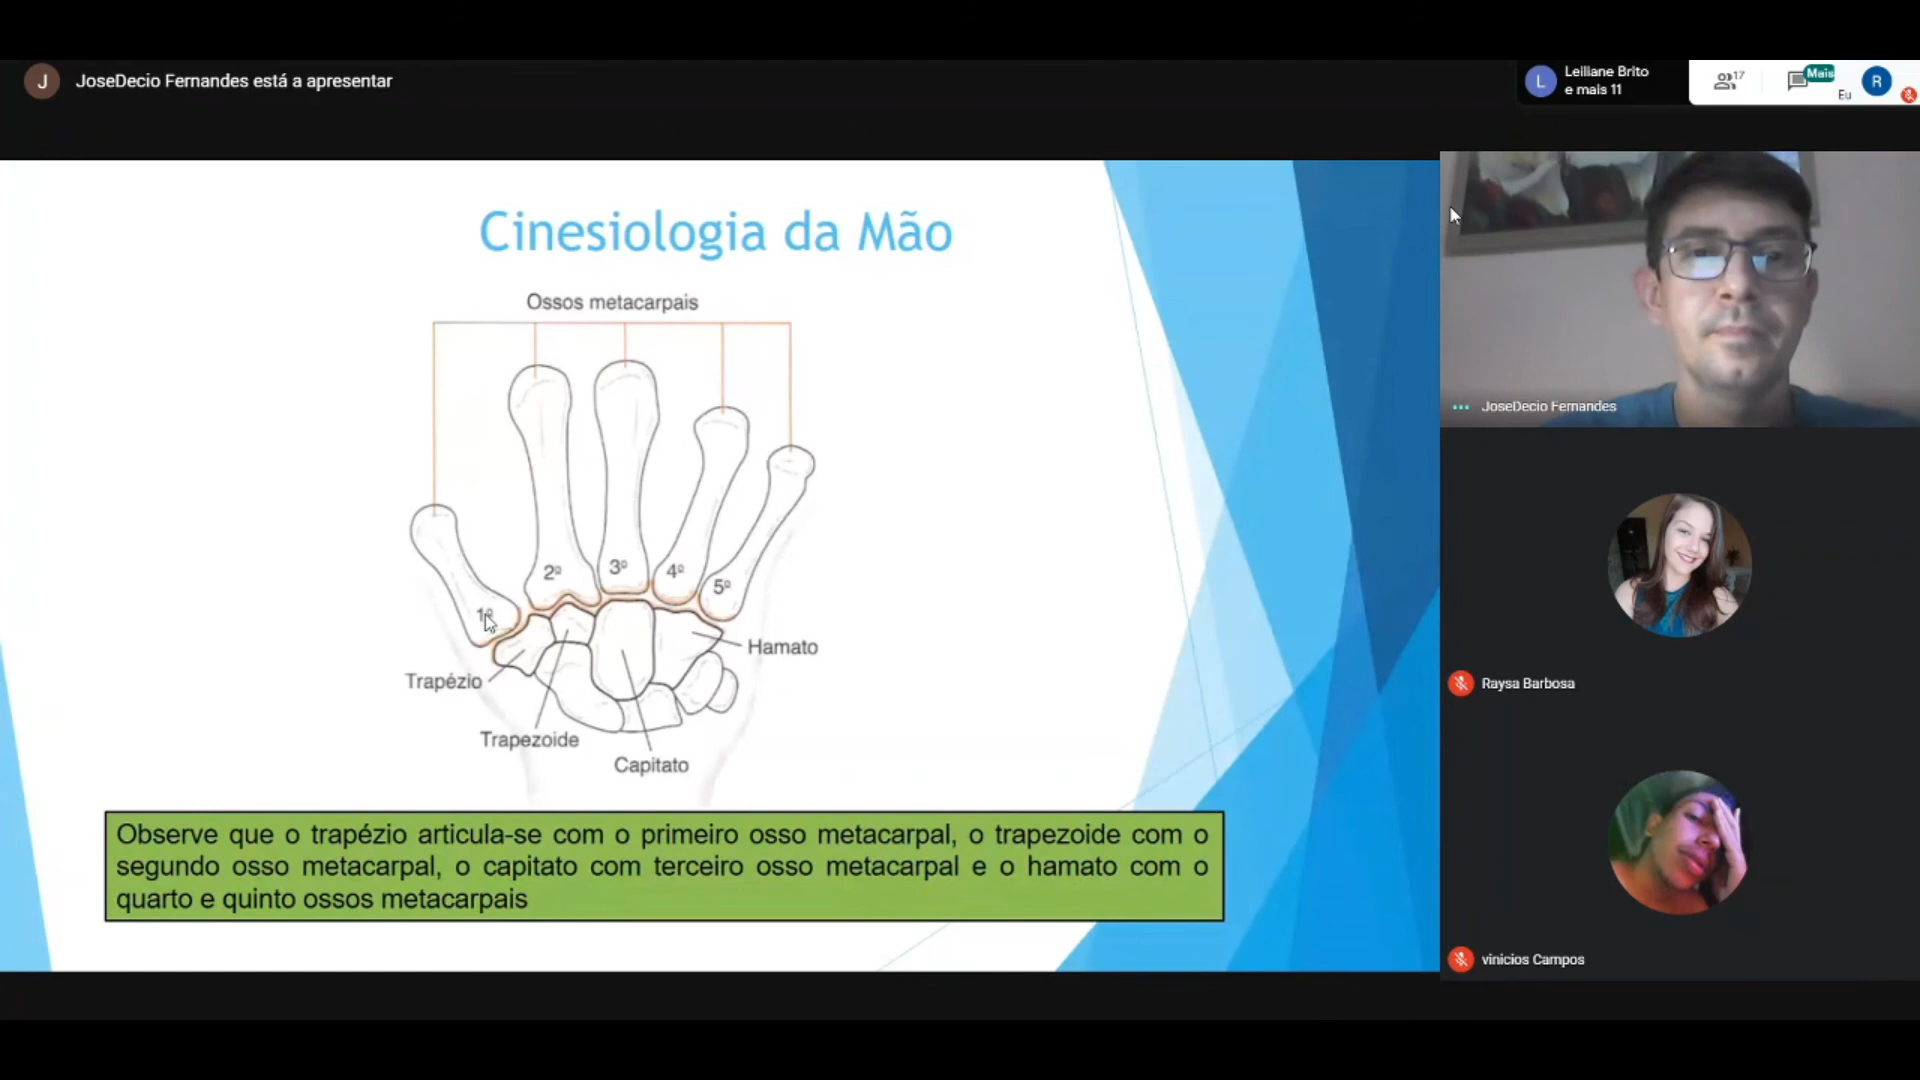 J
JoseDecio Fernandes está a apresentar
L
Leiliane Brito
e mais 11
17
Mais
Eu
R
Cinesiologia da Mão
Ossos metacarpais
2º
3º
4º
5º
1º
Hamato
Trapézio
Trapezoide
Capitato
Observe que o trapézio articula-se com o primeiro osso metacarpal, o trapezoide com o
segundo osso metacarpal, o capitato com terceiro osso metacarpal e o hamato com o
quarto e quinto ossos metacarpais
JoseDecio Fernandes
Raysa Barbosa
vinicios Campos